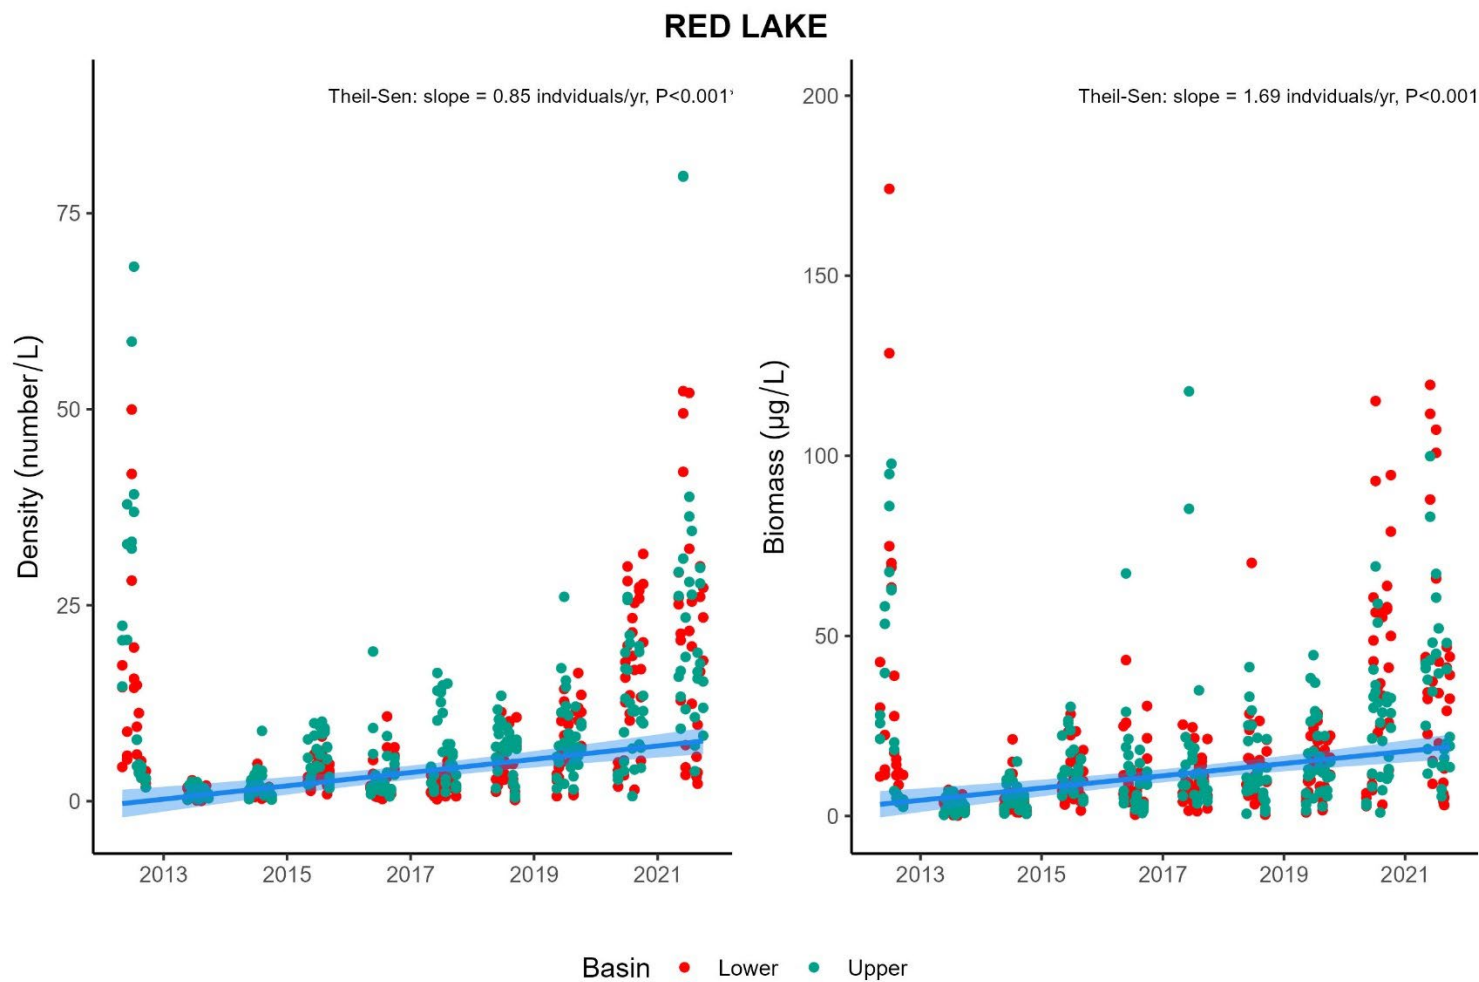 RED LAKE
Theil-Sen: slope = 0.85 indviduals/yr, P<0.001*
Density (number/L)
75
50
25
0
2013 2015 2017 2019 2021
Theil-Sen: slope = 1.69 indviduals/yr, P<0.001
Biomass (µg/L)
200
150
100
50
0
2013 2015 2017 2019 2021
Basin Lower Upper